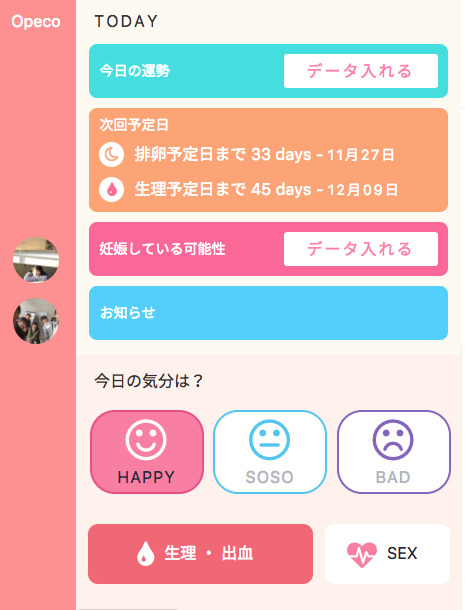 Opeco
TODAY
今日の運勢
データ入れる
次回予定日
排卵予定日まで 33 days - 11月27日
生理予定日まで 45 days - 12月09日
妊娠している可能性
データ入れる
お知らせ
今日の気分は？
HAPPY
SOSO
BAD
生理 ・ 出血
SEX